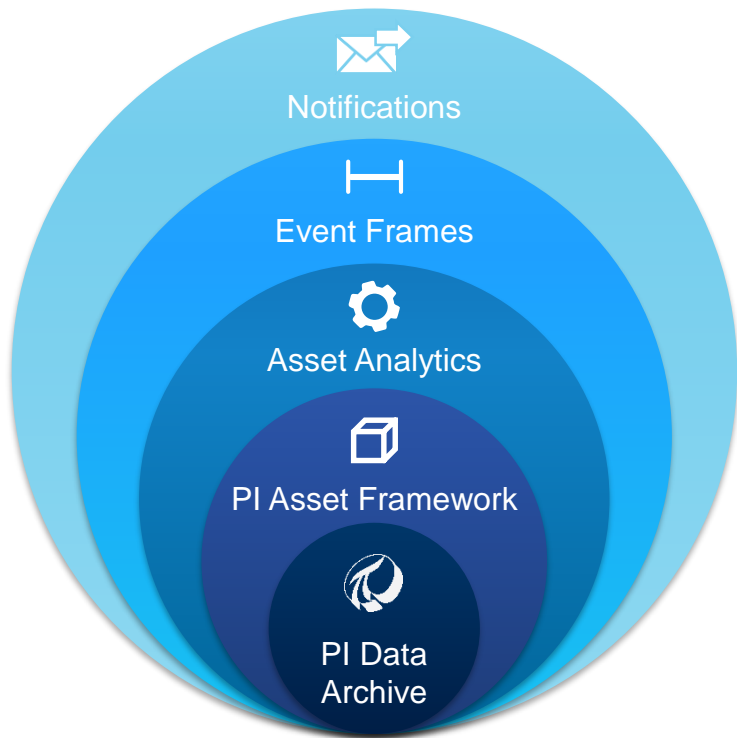 Notifications
Event Frames
Asset Analytics
PI Asset Framework
PI Data
Archive